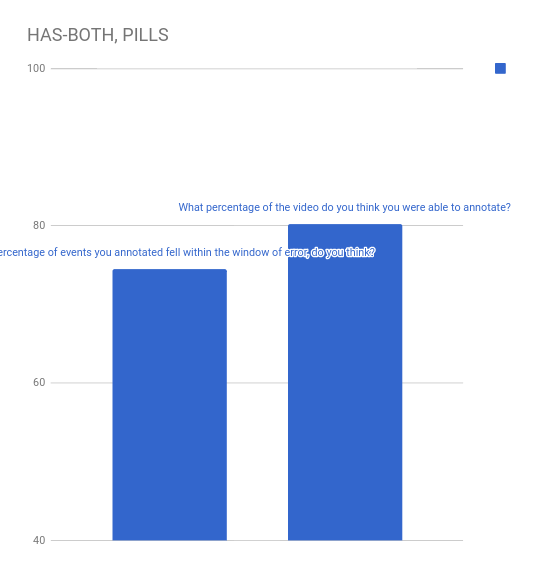 HAS-BOTH, PILLS
100
What percentage of the video do you think you were able to annotate?
80
of events you annotated fell within the window of error, do you think?
60
40